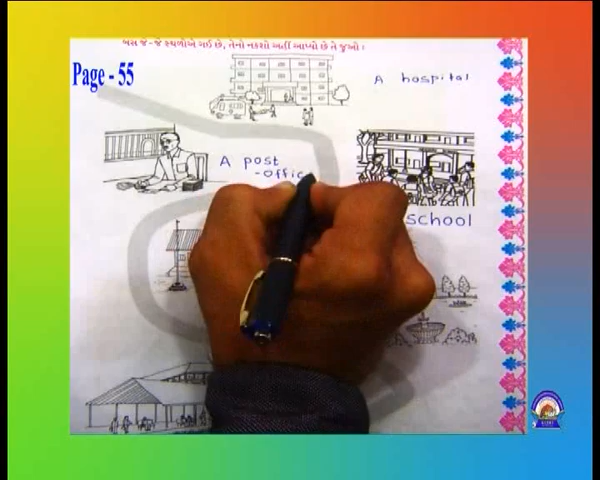 બસ જે-જે સ્થળોએ ગઈ છે, તેનો નકશો અહીં આપ્યો છે તે જુઓ :
Page - 55
A hospital
A post
-offic
school